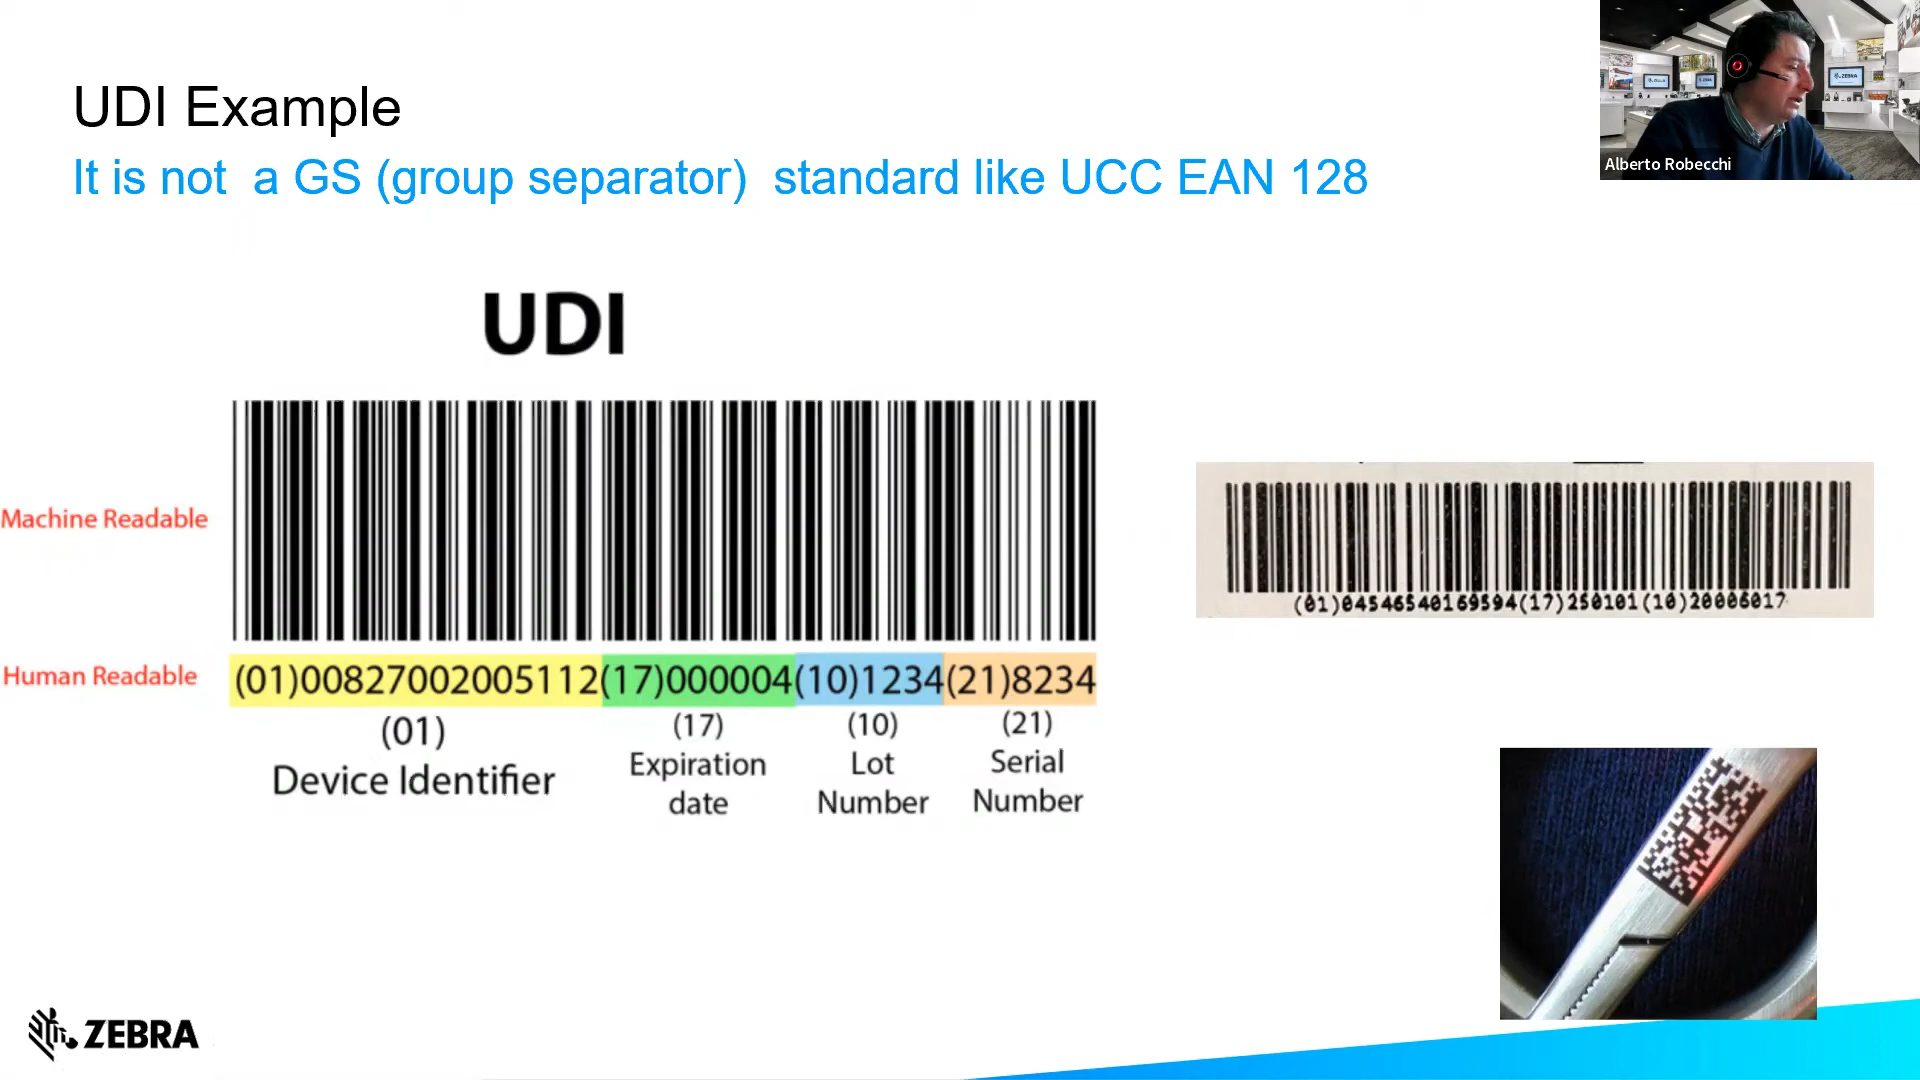 UDI Example
It is not a GS (group separator) standard like UCC EAN 128
Alberto Robecchi
ZEBRA
UDI
Machine Readable
Human Readable
(01)00827002005112(17)000004(10)1234(21)8234
(01)
Device Identifier
(17)
Expiration
date
(10)
Lot
Number
(21)
Serial
Number
(01)04546540169594(17)250101(10)20006017
ZEBRA